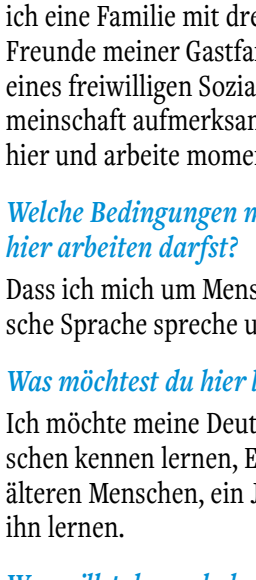 ich eine Familie mit dre
Freunde meiner Gastfa
eines freiwilligen Sozia
meinschaft aufmerksa
hier und arbeite mome
Welche Bedingungen
hier arbeiten darfst?
Dass ich mich um Mens
sche Sprache spreche u
Was möchtest du hier l
Ich möchte meine Deut
schen kennen lernen, E
älteren Menschen, ein J
ihn lernen.